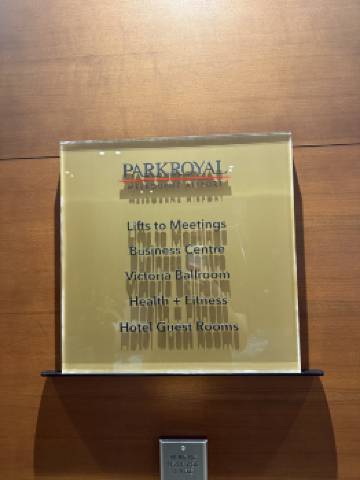 PARKROYAL
MELBOURNE AIRPORT
Lifts to Meetings
Business Centre
Victoria Ballroom
Health + Fitness
Hotel Guest Rooms